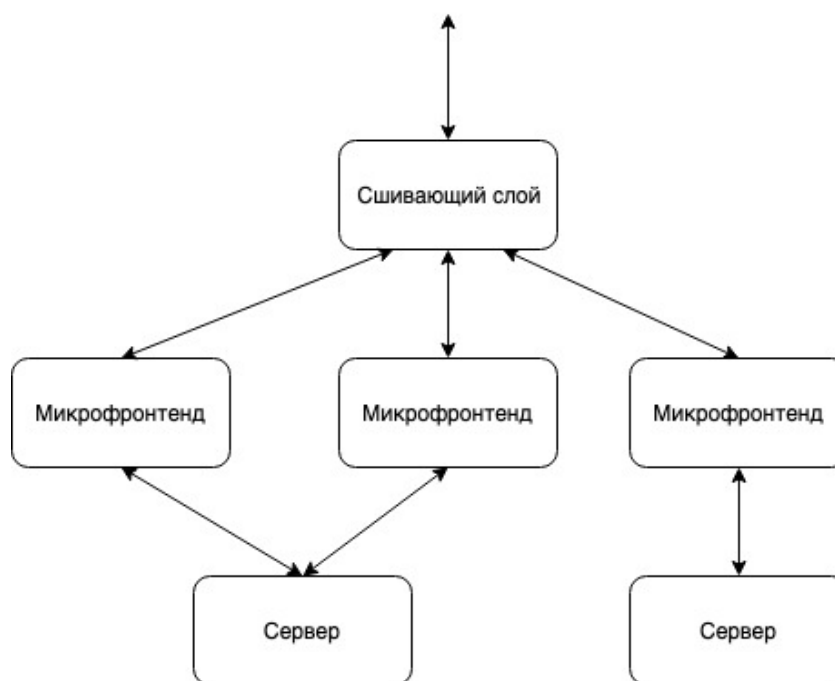 Сшивающий слой
Микрофронтенд
Микрофронтенд
Микрофронтенд
Сервер
Сервер